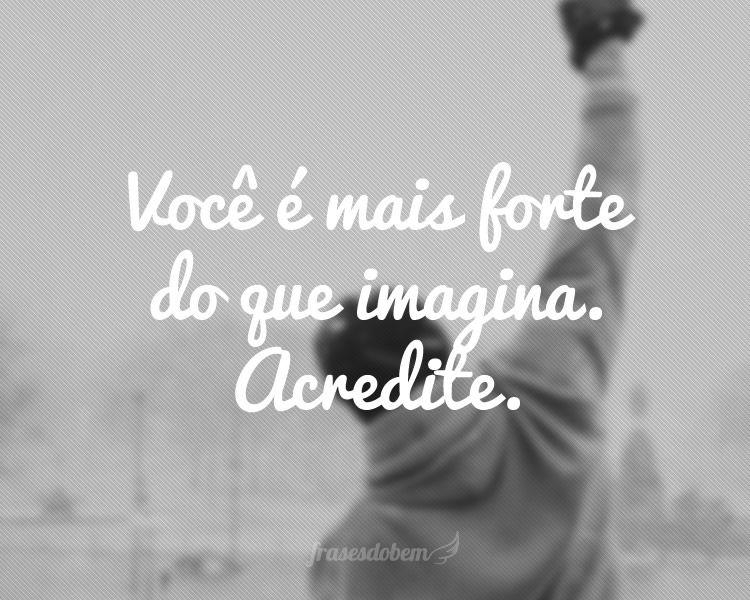 Você é mais forte
do que imagina.
Acredite.
frasesdobem